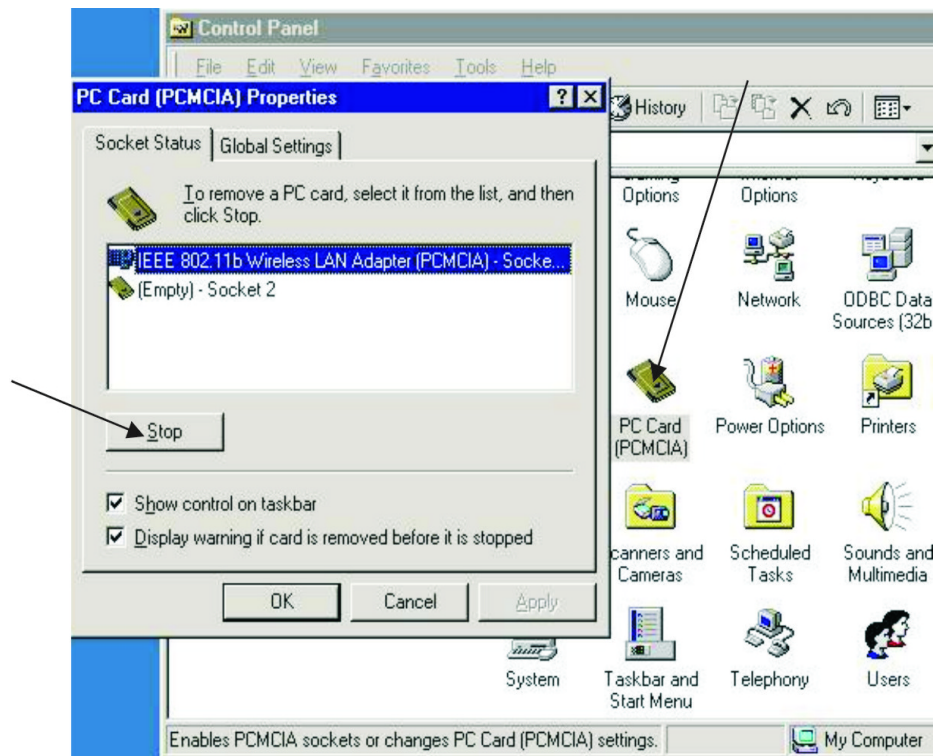 Control Panel
File Edit View Favorites Tools Help
PC Card (PCMCIA) Properties
History
Socket Status Global Settings
To remove a PC card, select it from the list, and then
click Stop.
IEEE 802.11b Wireless LAN Adapter (PCMCIA) - Socke...
(Empty) - Socket 2
Stop
Show control on taskbar
Display warning if card is removed before it is stopped
OK Cancel Apply
Options
Options
Mouse
Network
ODBC Data
Sources (32b
PC Card
(PCMCIA)
Power Options
Printers
canners and
Cameras
Scheduled
Tasks
Sounds and
Multimedia
System
Taskbar and
Start Menu
Telephony
Users
Enables PCMCIA sockets or changes PC Card (PCMCIA) settings.
My Computer